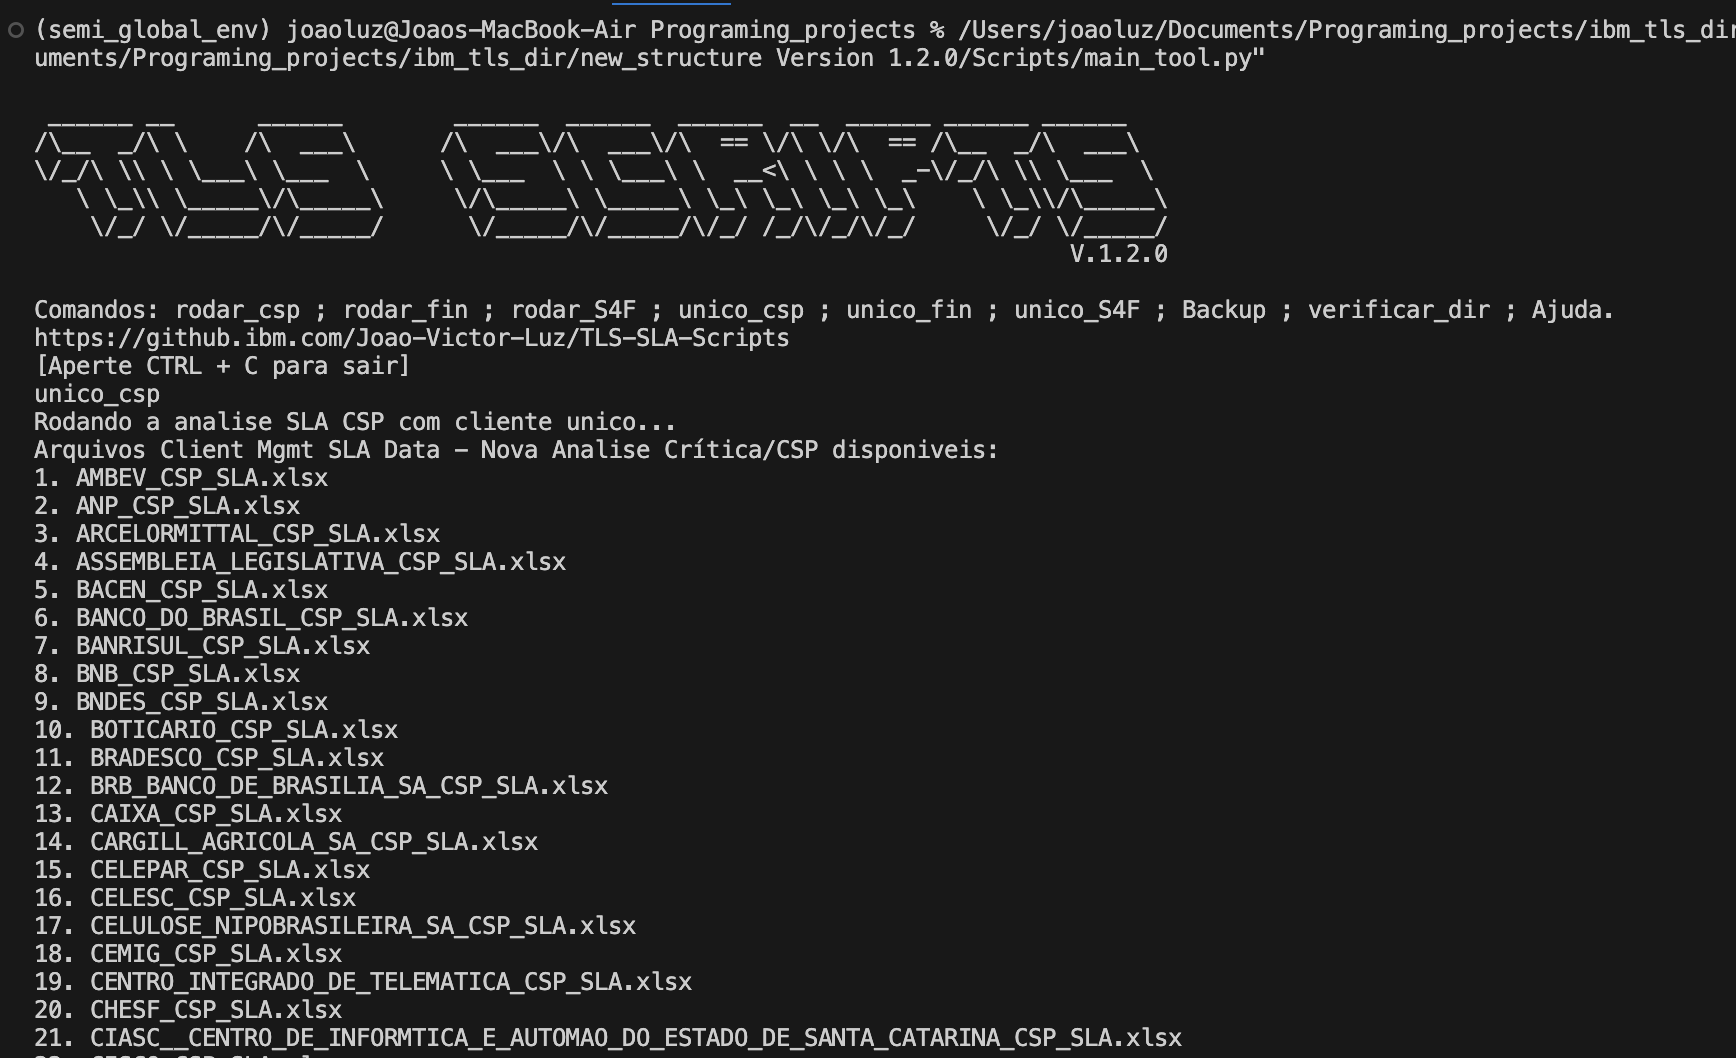 (semi_global_env) joaoluz@Joaos-MacBook-Air Programing_projects % /Users/joaoluz/Documents/Programing_projects/ibm_tls_dir
uments/Programing_projects/ibm_tls_dir/new_structure Version 1.2.0/Scripts/main_tool.py"
TLS SCRIPTS
V.1.2.0
Comandos: rodar_csp ; rodar_fin ; rodar_S4F ; unico_csp ; unico_fin ; unico_S4F ; Backup ; verificar_dir ; Ajuda.
https://github.ibm.com/Joao-Victor-Luz/TLS-SLA-Scripts
[Aperte CTRL + C para sair]
unico_csp
Rodando a analise SLA CSP com cliente unico...
Arquivos Client Mgmt SLA Data - Nova Analise Crítica/CSP disponiveis:
1. AMBEV_CSP_SLA.xlsx
2. ANP_CSP_SLA.xlsx
3. ARCELORMITTAL_CSP_SLA.xlsx
4. ASSEMBLEIA_LEGISLATIVA_CSP_SLA.xlsx
5. BACEN_CSP_SLA.xlsx
6. BANCO_DO_BRASIL_CSP_SLA.xlsx
7. BANRISUL_CSP_SLA.xlsx
8. BNB_CSP_SLA.xlsx
9. BNDES_CSP_SLA.xlsx
10. BOTICARIO_CSP_SLA.xlsx
11. BRADESCO_CSP_SLA.xlsx
12. BRB_BANCO_DE_BRASILIA_SA_CSP_SLA.xlsx
13. CAIXA_CSP_SLA.xlsx
14. CARGILL_AGRICOLA_SA_CSP_SLA.xlsx
15. CELEPAR_CSP_SLA.xlsx
16. CELESC_CSP_SLA.xlsx
17. CELULOSE_NIPOBRASILEIRA_SA_CSP_SLA.xlsx
18. CEMIG_CSP_SLA.xlsx
19. CENTRO_INTEGRADO_DE_TELEMATICA_CSP_SLA.xlsx
20. CHESF_CSP_SLA.xlsx
21. CIASC__CENTRO_DE_INFORMTICA_E_AUTOMAO_DO_ESTADO_DE_SANTA_CATARINA_CSP_SLA.xlsx